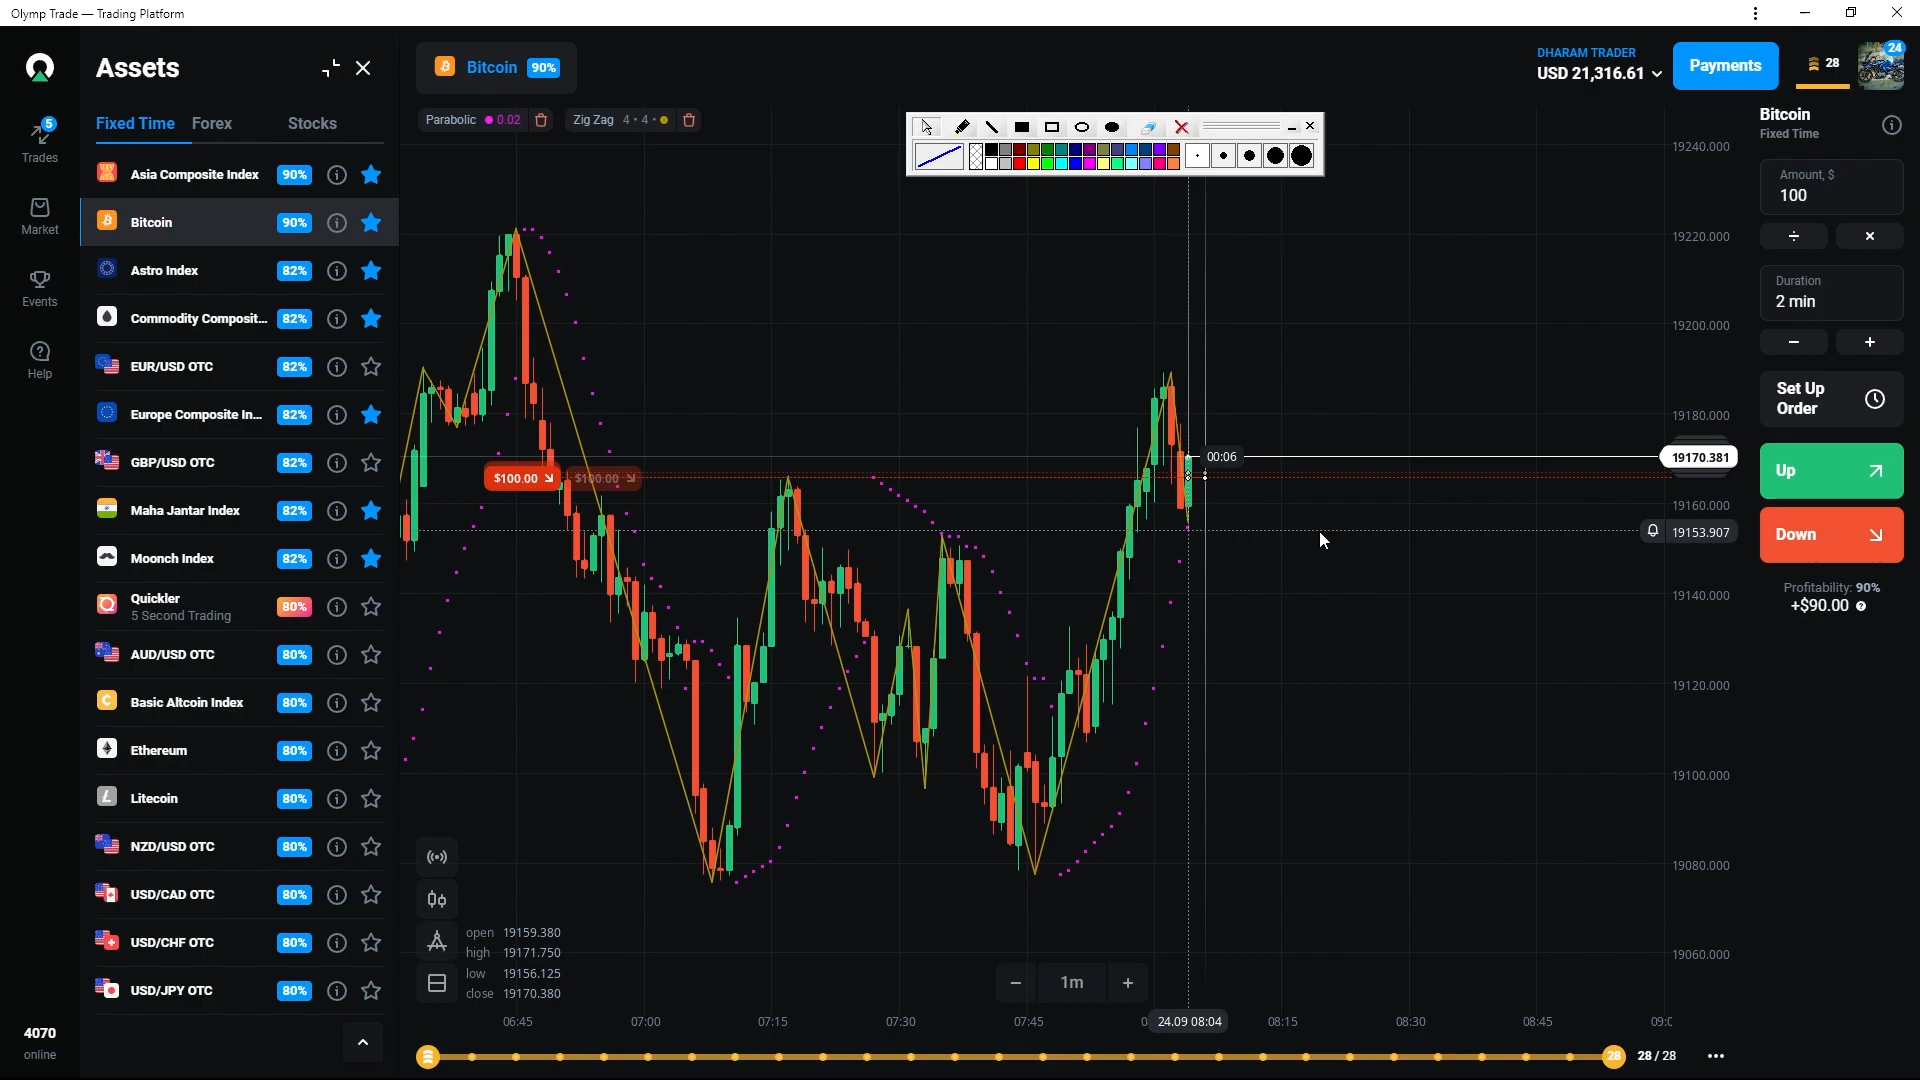 Olymp Trade — Trading Platform
Assets
Fixed Time Forex Stocks
Asia Composite Index 90%
Bitcoin 90%
Astro Index 82%
Commodity Composit... 82%
EUR/USD OTC 82%
Europe Composite In... 82%
GBP/USD OTC 82%
Maha Jantar Index 82%
Moonch Index 82%
Quickler
5 Second Trading
80%
AUD/USD OTC 80%
Basic Altcoin Index 80%
Ethereum 80%
Litecoin 80%
NZD/USD OTC 80%
USD/CAD OTC 80%
USD/CHF OTC 80%
USD/JPY OTC 80%
5
Trades
Market
Events
Help
4070
online
Bitcoin 90%
Parabolic 0.02
Zig Zag 4 • 4 •
DHARAM TRADER
USD 21,316.61
Payments
28
24
$100.00 $100.00
00:06
19240.000
19220.000
19200.000
19180.000
19170.381
19160.000
19153.907
19140.000
19120.000
19100.000
19080.000
19060.000
open 19159.380
high 19171.750
low 19156.125
close 19170.380
− 1m +
06:45 07:00 07:15 07:30 07:45 24.09 08:04 08:15 08:30 08:45
28 28 / 28
Bitcoin
Fixed Time
Amount, $
100
÷ ×
Duration
2 min
− +
Set Up
Order
Up
Down
Profitability: 90%
+$90.00